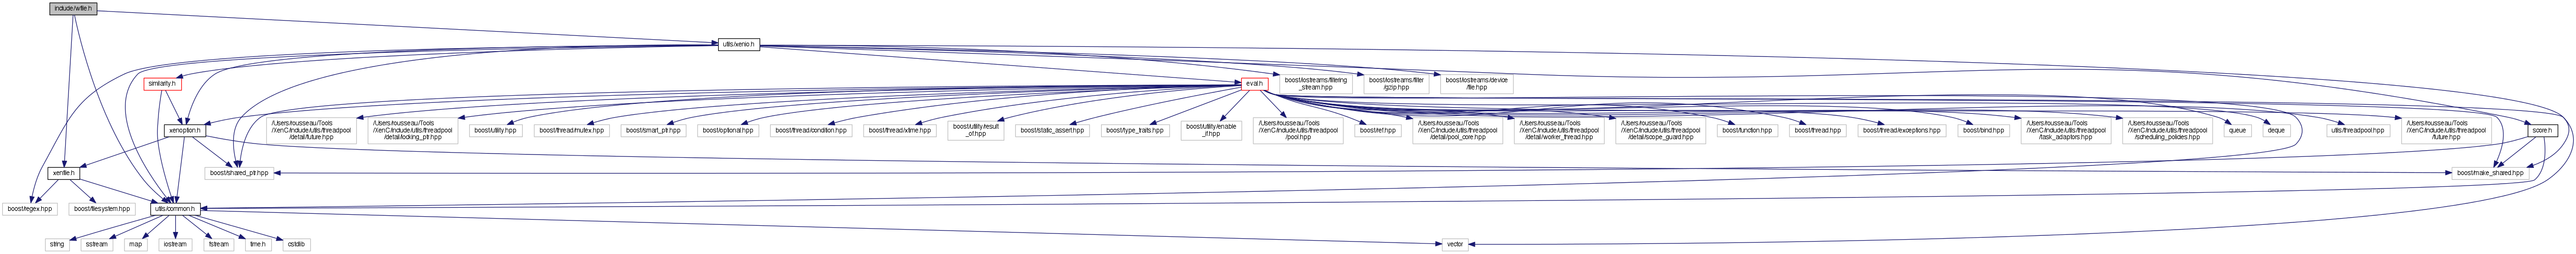 include/wfile.h
utils/xenio.h
similarity.h
eval.h
boost/iostreams/filtering
_stream.hpp
boost/iostreams/filter
/gzip.hpp
boost/iostreams/device
/file.hpp
xenoption.h
/Users/rousseau/Tools
/XenC/include/utils/threadpool
/detail/future.hpp
/Users/rousseau/Tools
/XenC/include/utils/threadpool
/detail/locking_ptr.hpp
boost/utility.hpp
boost/thread/mutex.hpp
boost/smart_ptr.hpp
boost/optional.hpp
boost/thread/condition.hpp
boost/thread/xtime.hpp
boost/utility/result
_of.hpp
boost/static_assert.hpp
boost/type_traits.hpp
boost/utility/enable
_if.hpp
/Users/rousseau/Tools
/XenC/include/utils/threadpool
/pool.hpp
boost/ref.hpp
/Users/rousseau/Tools
/XenC/include/utils/threadpool
/detail/pool_core.hpp
/Users/rousseau/Tools
/XenC/include/utils/threadpool
/detail/worker_thread.hpp
/Users/rousseau/Tools
/XenC/include/utils/threadpool
/detail/scope_guard.hpp
boost/function.hpp
boost/thread.hpp
boost/thread/exceptions.hpp
boost/bind.hpp
/Users/rousseau/Tools
/XenC/include/utils/threadpool
/task_adaptors.hpp
/Users/rousseau/Tools
/XenC/include/utils/threadpool
/scheduling_policies.hpp
queue
deque
utils/threadpool.hpp
/Users/rousseau/Tools
/XenC/include/utils/threadpool
/future.hpp
score.h
xenfile.h
boost/shared_ptr.hpp
boost/make_shared.hpp
boost/regex.hpp
boost/filesystem.hpp
utils/common.h
string
sstream
map
iostream
fstream
time.h
cstdlib
vector